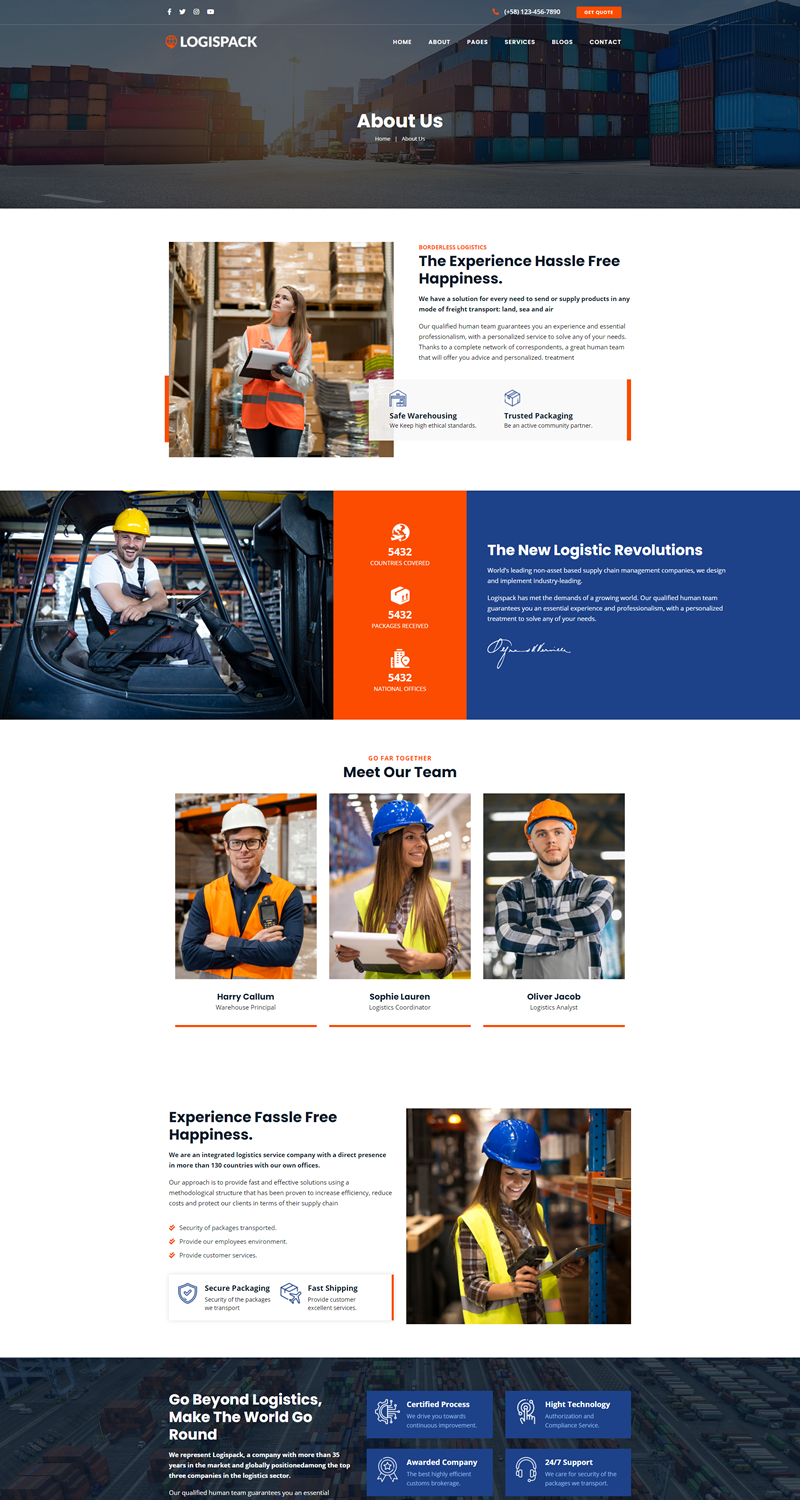 (+58) 123-456-7890
GET QUOTE
LOGISPACK
HOME
ABOUT
PAGES
SERVICES
BLOGS
CONTACT
About Us
Home | About Us
BORDERLESS LOGISTICS
The Experience Hassle Free
Happiness.
We have a solution for every need to send or supply products in any
mode of freight transport: land, sea and air
Our qualified human team guarantees you an experience and essential
professionalism, with a personalized service to solve any of your needs.
Thanks to a complete network of correspondents, a great human team
that will offer you advice and personalized. treatment
Safe Warehousing
We Keep high ethical standards.
Trusted Packaging
Be an active community partner.
5432
COUNTRIES COVERED
5432
PACKAGES RECEIVED
5432
NATIONAL OFFICES
The New Logistic Revolutions
World's leading non-asset based supply chain management companies, we design
and implement industry-leading.
Logispack has met the demands of a growing world. Our qualified human team
guarantees you an essential experience and professionalism, with a personalized
treatment to solve any of your needs.
GO FAR TOGETHER
Meet Our Team
Harry Callum
Warehouse Principal
Sophie Lauren
Logistics Coordinator
Oliver Jacob
Logistics Analyst
Experience Fassle Free
Happiness.
We are an integrated logistics service company with a direct presence
in more than 130 countries with our own offices.
Our approach is to provide fast and effective solutions using a
methodological structure that has been proven to increase efficiency, reduce
costs and protect our clients in terms of their supply chain
Security of packages transported.
Provide our employees environment.
Provide customer services.
Secure Packaging
Security of the packages
we transport
Fast Shipping
Provide customer
excellent services.
Go Beyond Logistics,
Make The World Go
Round
We represent Logispack, a company with more than 35
years in the market and globally positionedamong the top
three companies in the logistics sector.
Our qualified human team guarantees you an essential
Certified Process
We drive you towards
continuous improvement.
Hight Technology
Authorization and
Compliance Service.
Awarded Company
The best highly efficient
customs brokerage.
24/7 Support
We care for security of the
packages we transport.